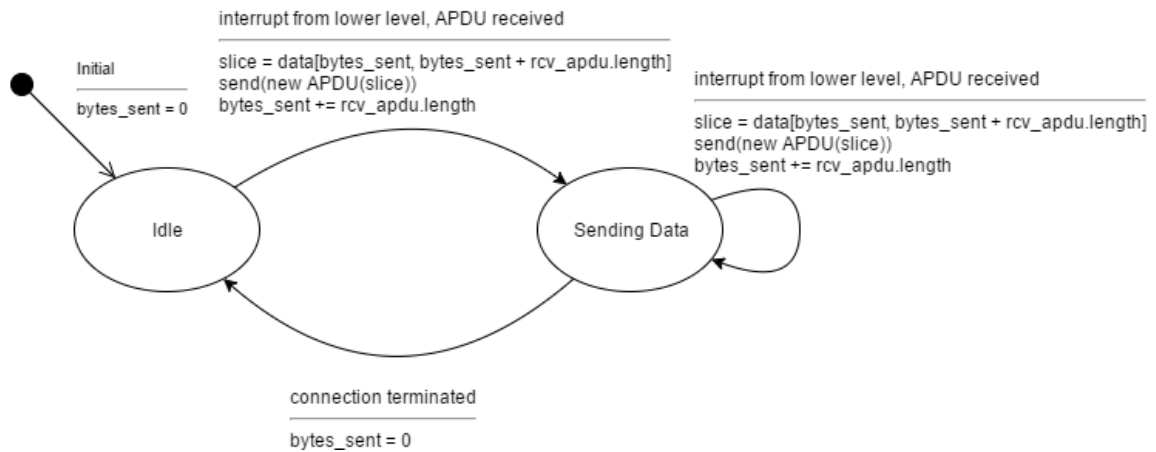 interrupt from lower level, APDU received
slice = data[bytes_sent, bytes_sent + rcv_apdu.length]
send(new APDU(slice))
bytes_sent += rcv_apdu.length
Initial
bytes_sent = 0
interrupt from lower level, APDU received
slice = data[bytes_sent, bytes_sent + rcv_apdu.length]
send(new APDU(slice))
bytes_sent += rcv_apdu.length
Idle
Sending Data
connection terminated
bytes_sent = 0